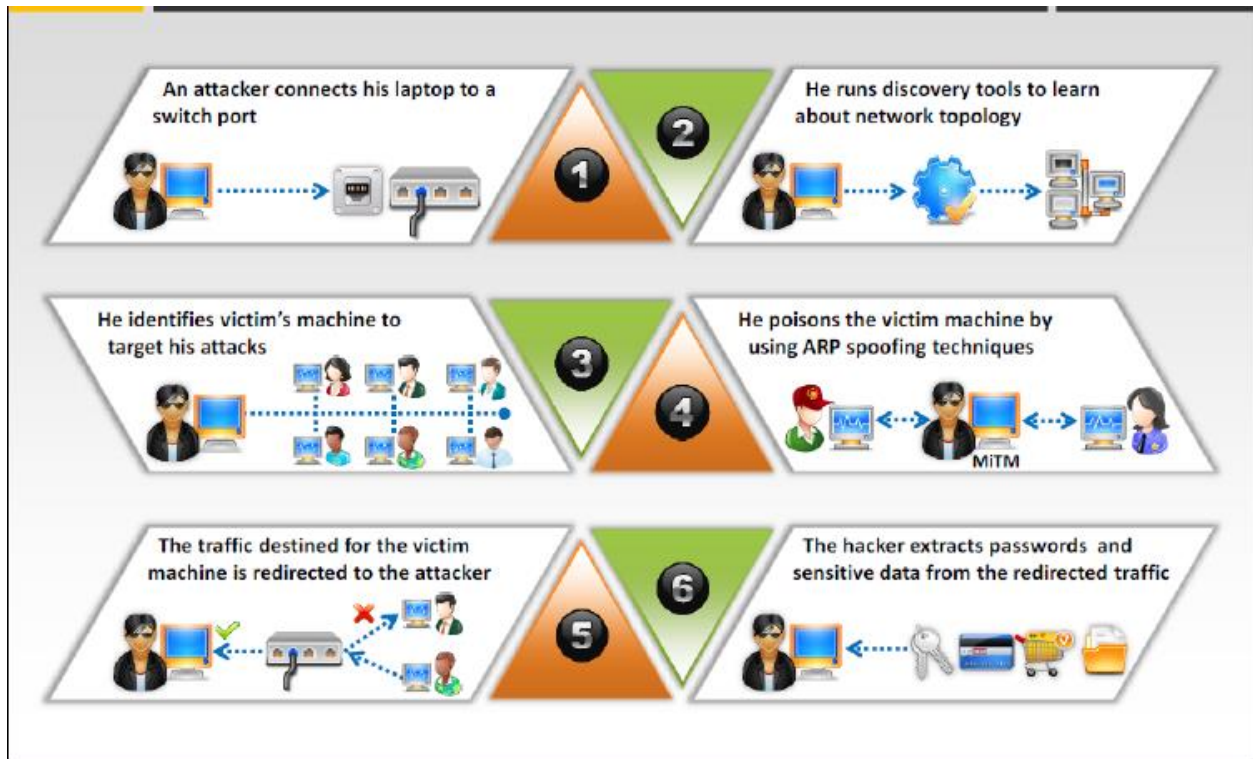 An attacker connects his laptop to a
switch port
1
2
He runs discovery tools to learn
about network topology
He identifies victim's machine to
target his attacks
3
4
He poisons the victim machine by
using ARP spoofing techniques
MiTM
The traffic destined for the victim
machine is redirected to the attacker
5
6
The hacker extracts passwords and
sensitive data from the redirected traffic